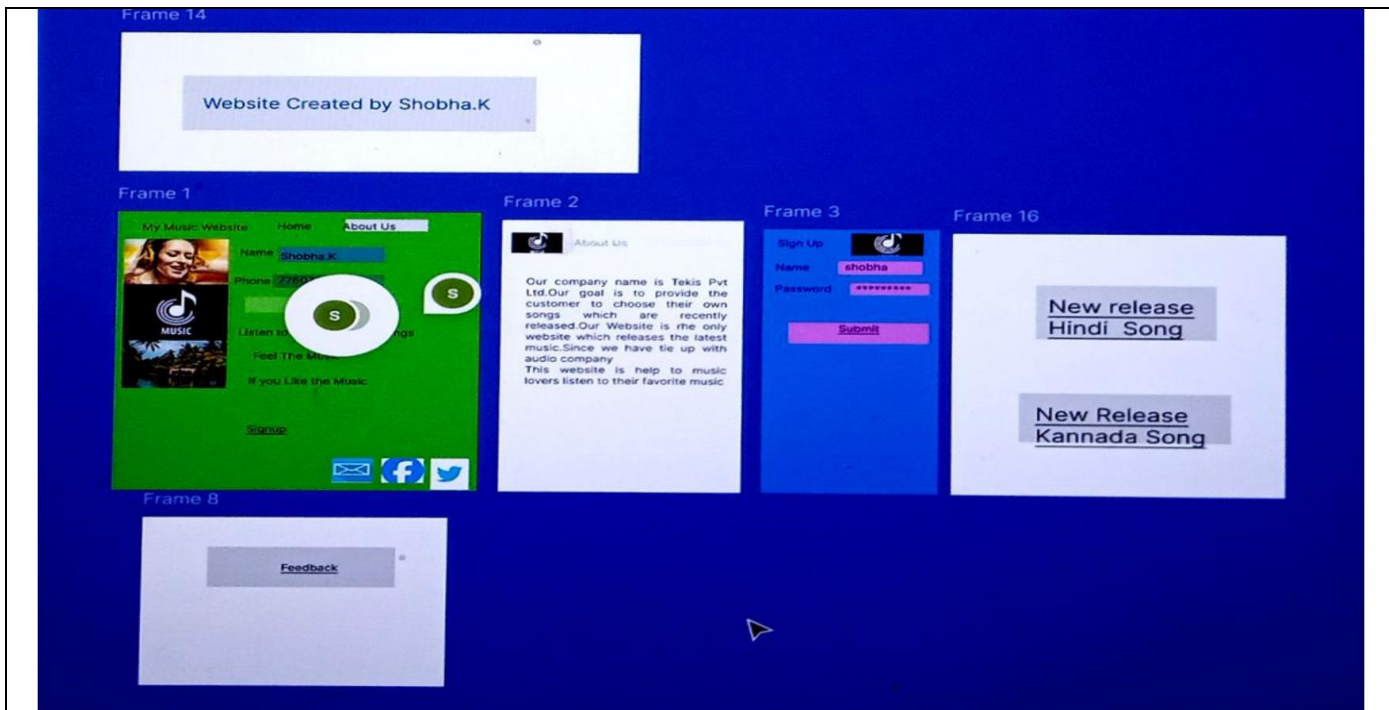 Frame 14
Website Created by Shobha.K
Frame 1
My Music Website Home About Us
Name Shobha.K
Phone
S
S
MUSIC
Listen to
Feel The
If you Like the Music
Signup
Frame 2
About Us
Our company name is Tekis Pvt
Ltd.Our goal is to provide the
customer to choose their own
songs which are recently
released.Our Website is rhe only
website which releases the latest
music.Since we have tie up with
audio company
This website is help to music
lovers listen to their favorite music
Frame 3
Sign Up
Name shobha
Password *********
Submit
Frame 16
New release
Hindi Song
New Release
Kannada Song
Frame 8
Feedback